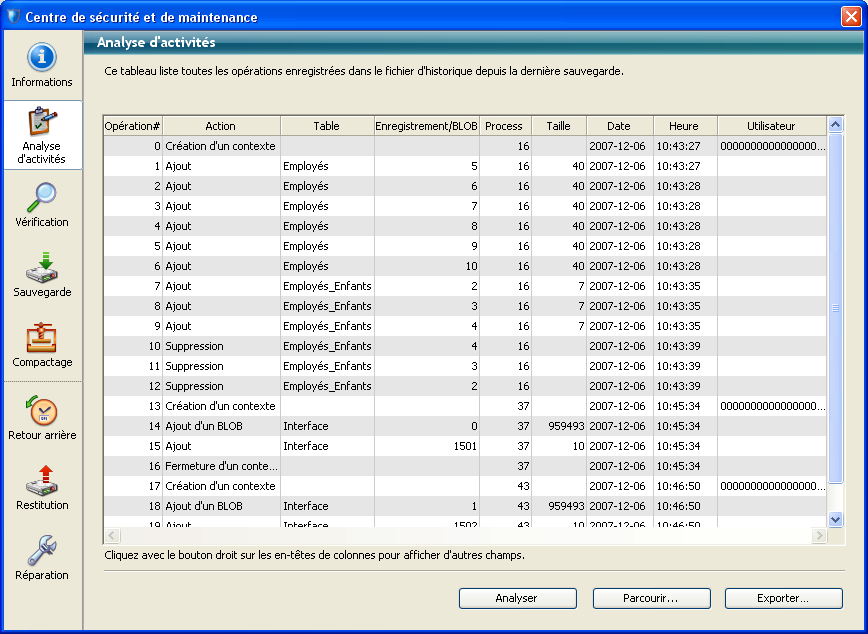 Centre de sécurité et de maintenance
Informations
Analyse
d'activités
Vérification
Sauvegarde
Compactage
Retour arrière
Restitution
Réparation
Analyse d'activités
Ce tableau liste toutes les opérations enregistrées dans le fichier d'historique depuis la dernière sauvegarde.
Opération# Action Table Enregistrement/BLOB Process Taille Date Heure Utilisateur
0 Création d'un contexte 16 2007-12-06 10:43:27 0000000000000000...
1 Ajout Employés 5 16 40 2007-12-06 10:43:27
2 Ajout Employés 6 16 40 2007-12-06 10:43:28
3 Ajout Employés 7 16 40 2007-12-06 10:43:28
4 Ajout Employés 8 16 40 2007-12-06 10:43:28
5 Ajout Employés 9 16 40 2007-12-06 10:43:28
6 Ajout Employés 10 16 40 2007-12-06 10:43:28
7 Ajout Employés_Enfants 2 16 7 2007-12-06 10:43:35
8 Ajout Employés_Enfants 3 16 7 2007-12-06 10:43:35
9 Ajout Employés_Enfants 4 16 7 2007-12-06 10:43:35
10 Suppression Employés_Enfants 4 16 2007-12-06 10:43:39
11 Suppression Employés_Enfants 3 16 2007-12-06 10:43:39
12 Suppression Employés_Enfants 2 16 2007-12-06 10:43:39
13 Création d'un contexte 37 2007-12-06 10:45:34 0000000000000000...
14 Ajout d'un BLOB Interface 0 37 959493 2007-12-06 10:45:34
15 Ajout Interface 1501 37 10 2007-12-06 10:45:34
16 Fermeture d'un conte... 37 2007-12-06 10:45:34
17 Création d'un contexte 43 2007-12-06 10:46:50 0000000000000000...
18 Ajout d'un BLOB Interface 1 43 959493 2007-12-06 10:46:50
19 Ajout Interface 1502 43 10 2007-12-06 10:46:50
Cliquez avec le bouton droit sur les en-têtes de colonnes pour afficher d'autres champs.
Analyser Parcourir... Exporter...